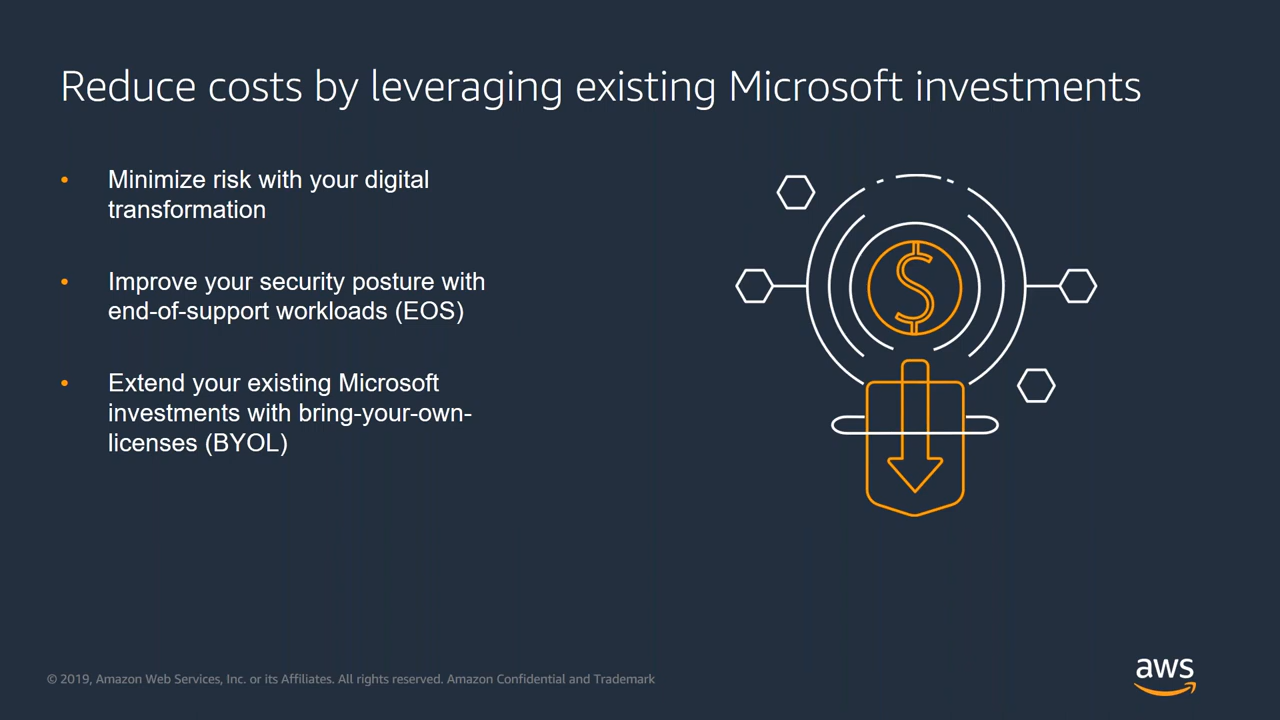 Reduce costs by leveraging existing Microsoft investments
• Minimize risk with your digital
transformation
• Improve your security posture with
end-of-support workloads (EOS)
• Extend your existing Microsoft
investments with bring-your-own-
licenses (BYOL)
$
© 2019, Amazon Web Services, Inc. or its Affiliates. All rights reserved. Amazon Confidential and Trademark
aws